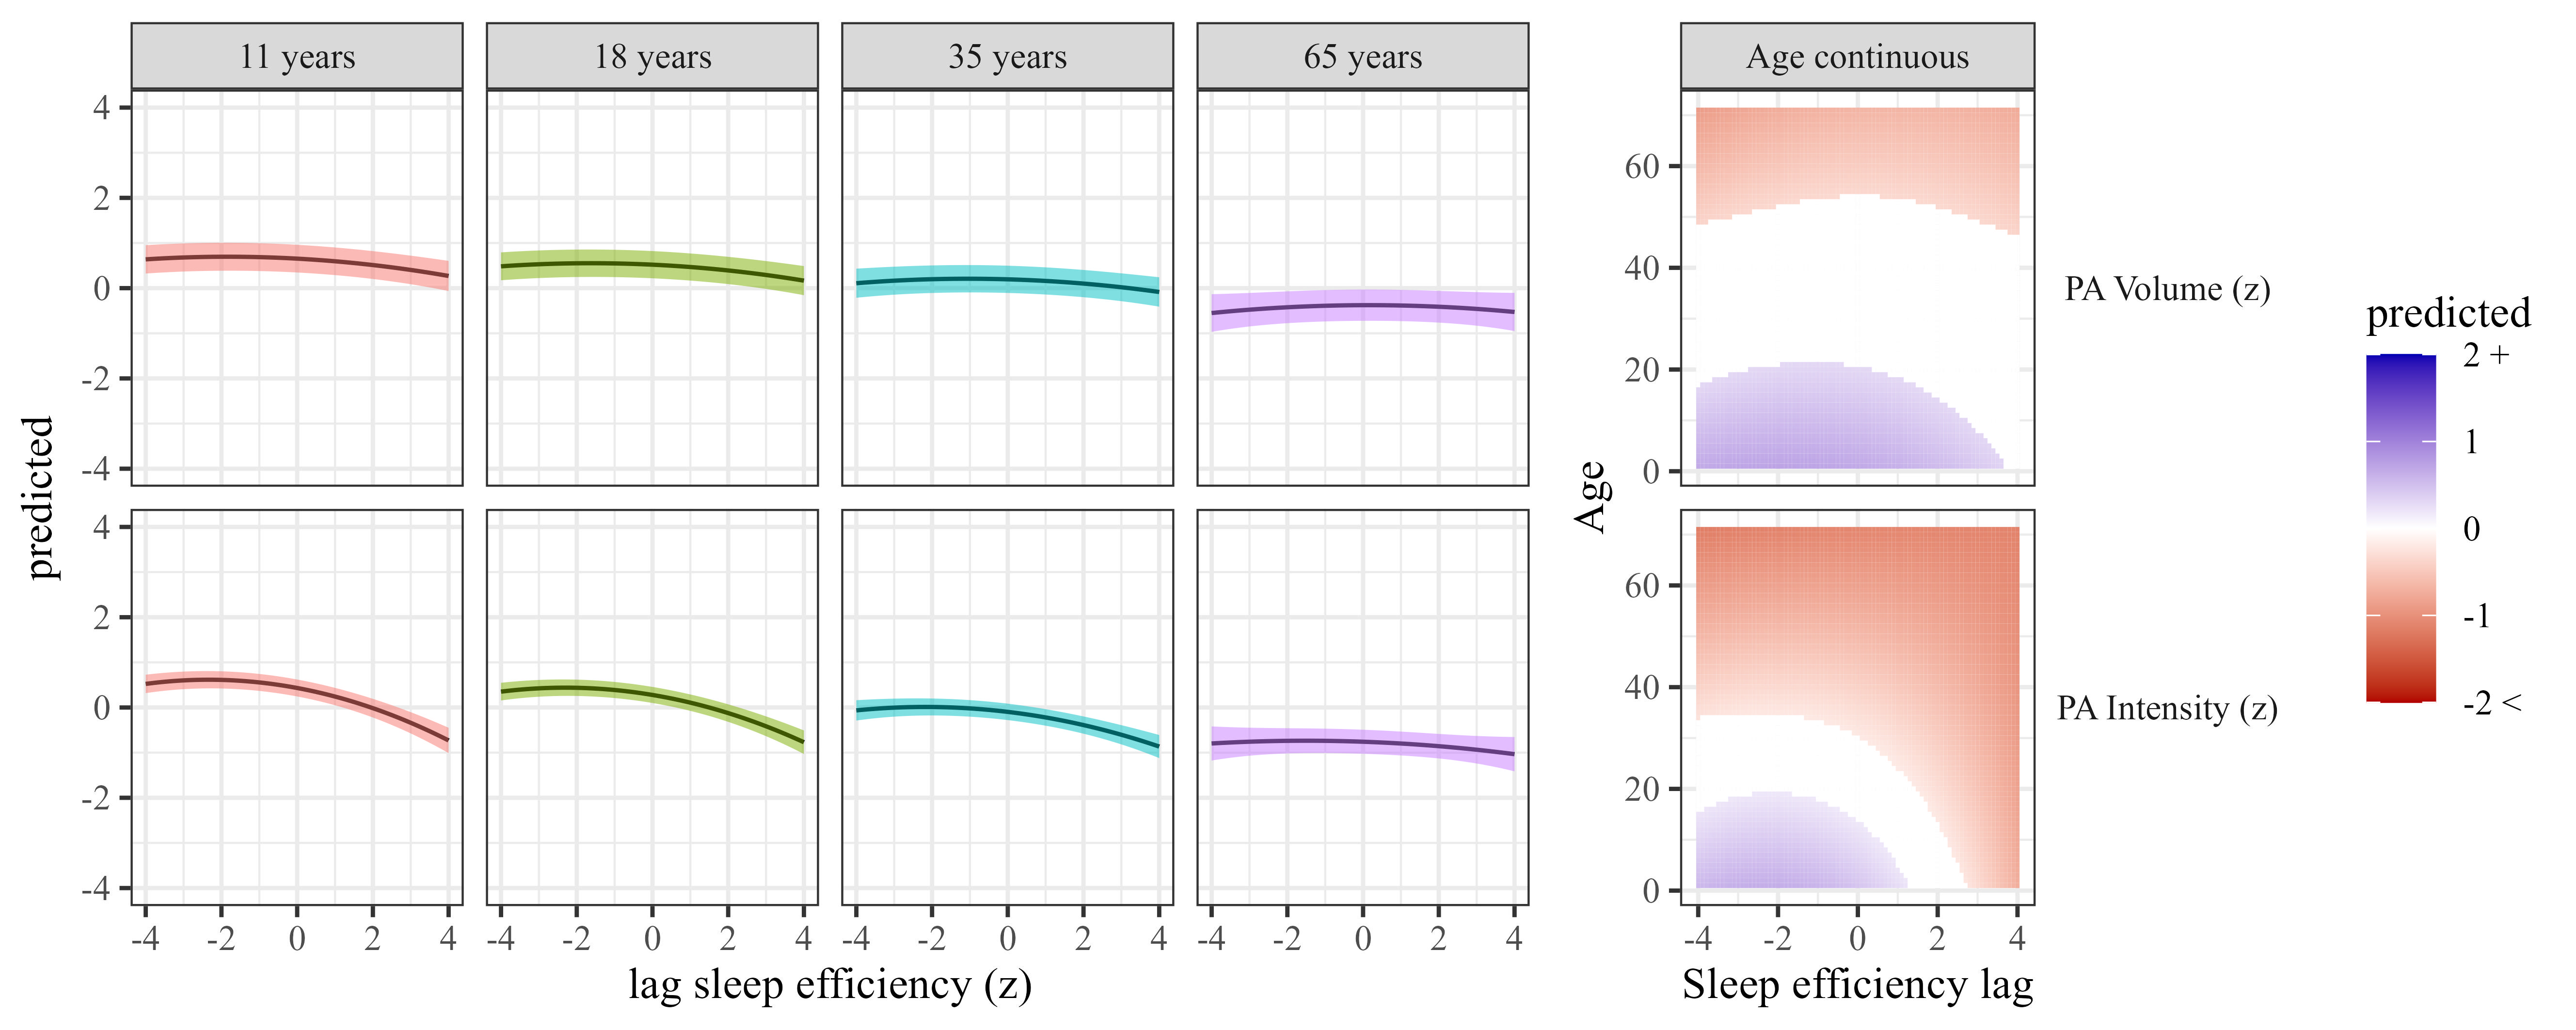 11 years
18 years
35 years
65 years
Age continuous
4
2
0
-2
-4
60
40
20
0
PA Volume (z)
predicted
2 +
1
0
-1
-2 <
predicted
Age
4
2
0
-2
-4
60
40
20
0
PA Intensity (z)
-4 -2 0 2 4
-4 -2 0 2 4
-4 -2 0 2 4
-4 -2 0 2 4
-4 -2 0 2 4
lag sleep efficiency (z)
Sleep efficiency lag